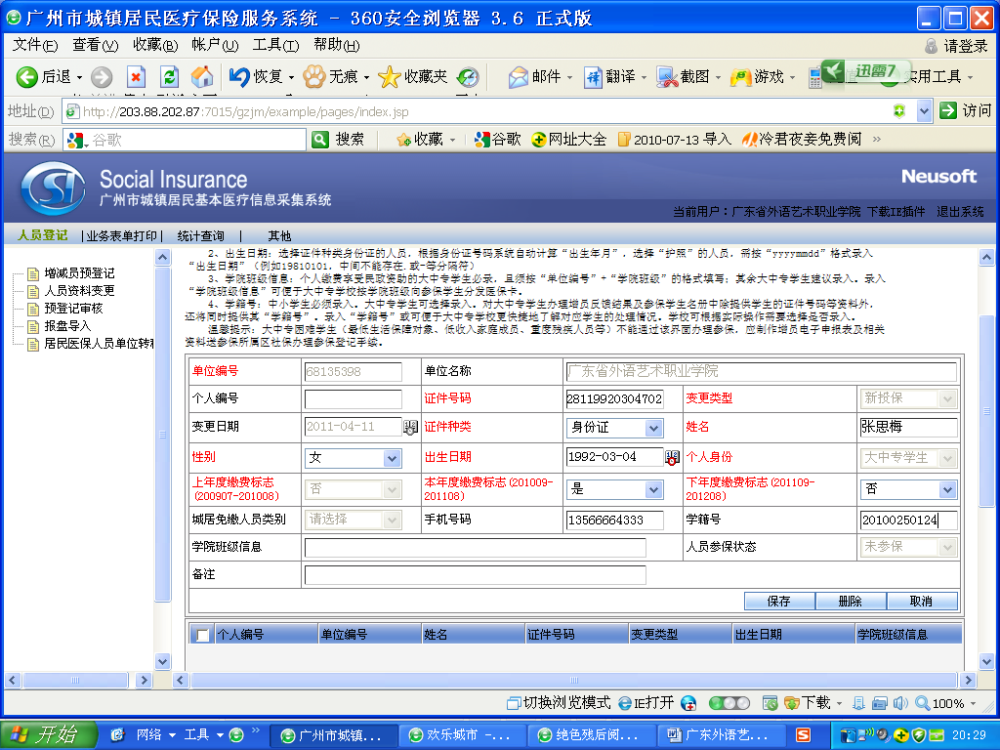 广州市城镇居民医疗保险服务系统 - 360安全浏览器 3.6 正式版
文件(F) 查看(V) 收藏(B) 帐户(U) 工具(T) 帮助(H) 请登录
后退 恢复 无痕 收藏夹 邮件 翻译 截图 游戏 迅雷7 实用工具
地址(D) http://203.88.202.87:7015/gzjm/example/pages/index.jsp 访问
搜索(R) 谷歌 搜索 收藏 谷歌 网址大全 2010-07-13 导入 冷君夜妾免费阅 »
Social Insurance
广州市城镇居民基本医疗信息采集系统
Neusoft
当前用户：广东省外语艺术职业学院 下载IE插件 退出系统
人员登记 | 业务表单打印 | 统计查询 | 其他
增减员预登记
人员资料变更
预登记审核
报盘导入
居民医保人员单位转移
2、出生日期：选择证件种类身份证的人员，根据身份证号码系统自动计算“出生年月”，选择“护照”的人员，需按“yyyymmdd”格式录入
“出生日期”（例如19810101，中间不能存在.或-等分隔符）
3、学院班级信息：个人缴费享受民政资助的大中专学生必录，且须按“单位编号”+“学院班级”的格式填写；其余大中专学生建议录入。录入
“学院班级信息”可便于大中专学校按学院班级向参保学生分发医保卡。
4、学籍号：中小学生必须录入。大中专学生可选择录入。对大中专学生办理增员反馈结果及参保学生名册中除提供学生的证件号码等资料外，
还将同时提供其“学籍号”。录入“学籍号”或可便于大中专学校更快捷地了解对应学生的处理情况。学校可根据实际操作需要选择是否录入。
温馨提示：大中专困难学生（最低生活保障对象、低收入家庭成员、重度残疾人员等）不能通过该界面办理参保，应制作增员电子申报表及相关
资料送参保所属区社保办理参保登记手续。
单位编号 68135398 单位名称 广东省外语艺术职业学院
个人编号 证件号码 28119920304702 变更类型 新投保
变更日期 2011-04-11 证件种类 身份证 姓名 张思梅
性别 女 出生日期 1992-03-04 个人身份 大中专学生
上年度缴费标志 (200907-201008) 否 本年度缴费标志(201009-201108) 是 下年度缴费标志(201109-201208) 否
城居免缴人员类别 请选择 手机号码 13566664333 学籍号 20100250124
学院班级信息 人员参保状态 未参保
备注
保存 删除 取消
个人编号 单位编号 姓名 证件号码 变更类型 出生日期 学院班级信息
切换浏览模式 IE打开 下载 100%
开始 网络 工具 » 广州市城镇... 欢乐城市 -... 绝色残后阅... 广东外语艺... 20:29